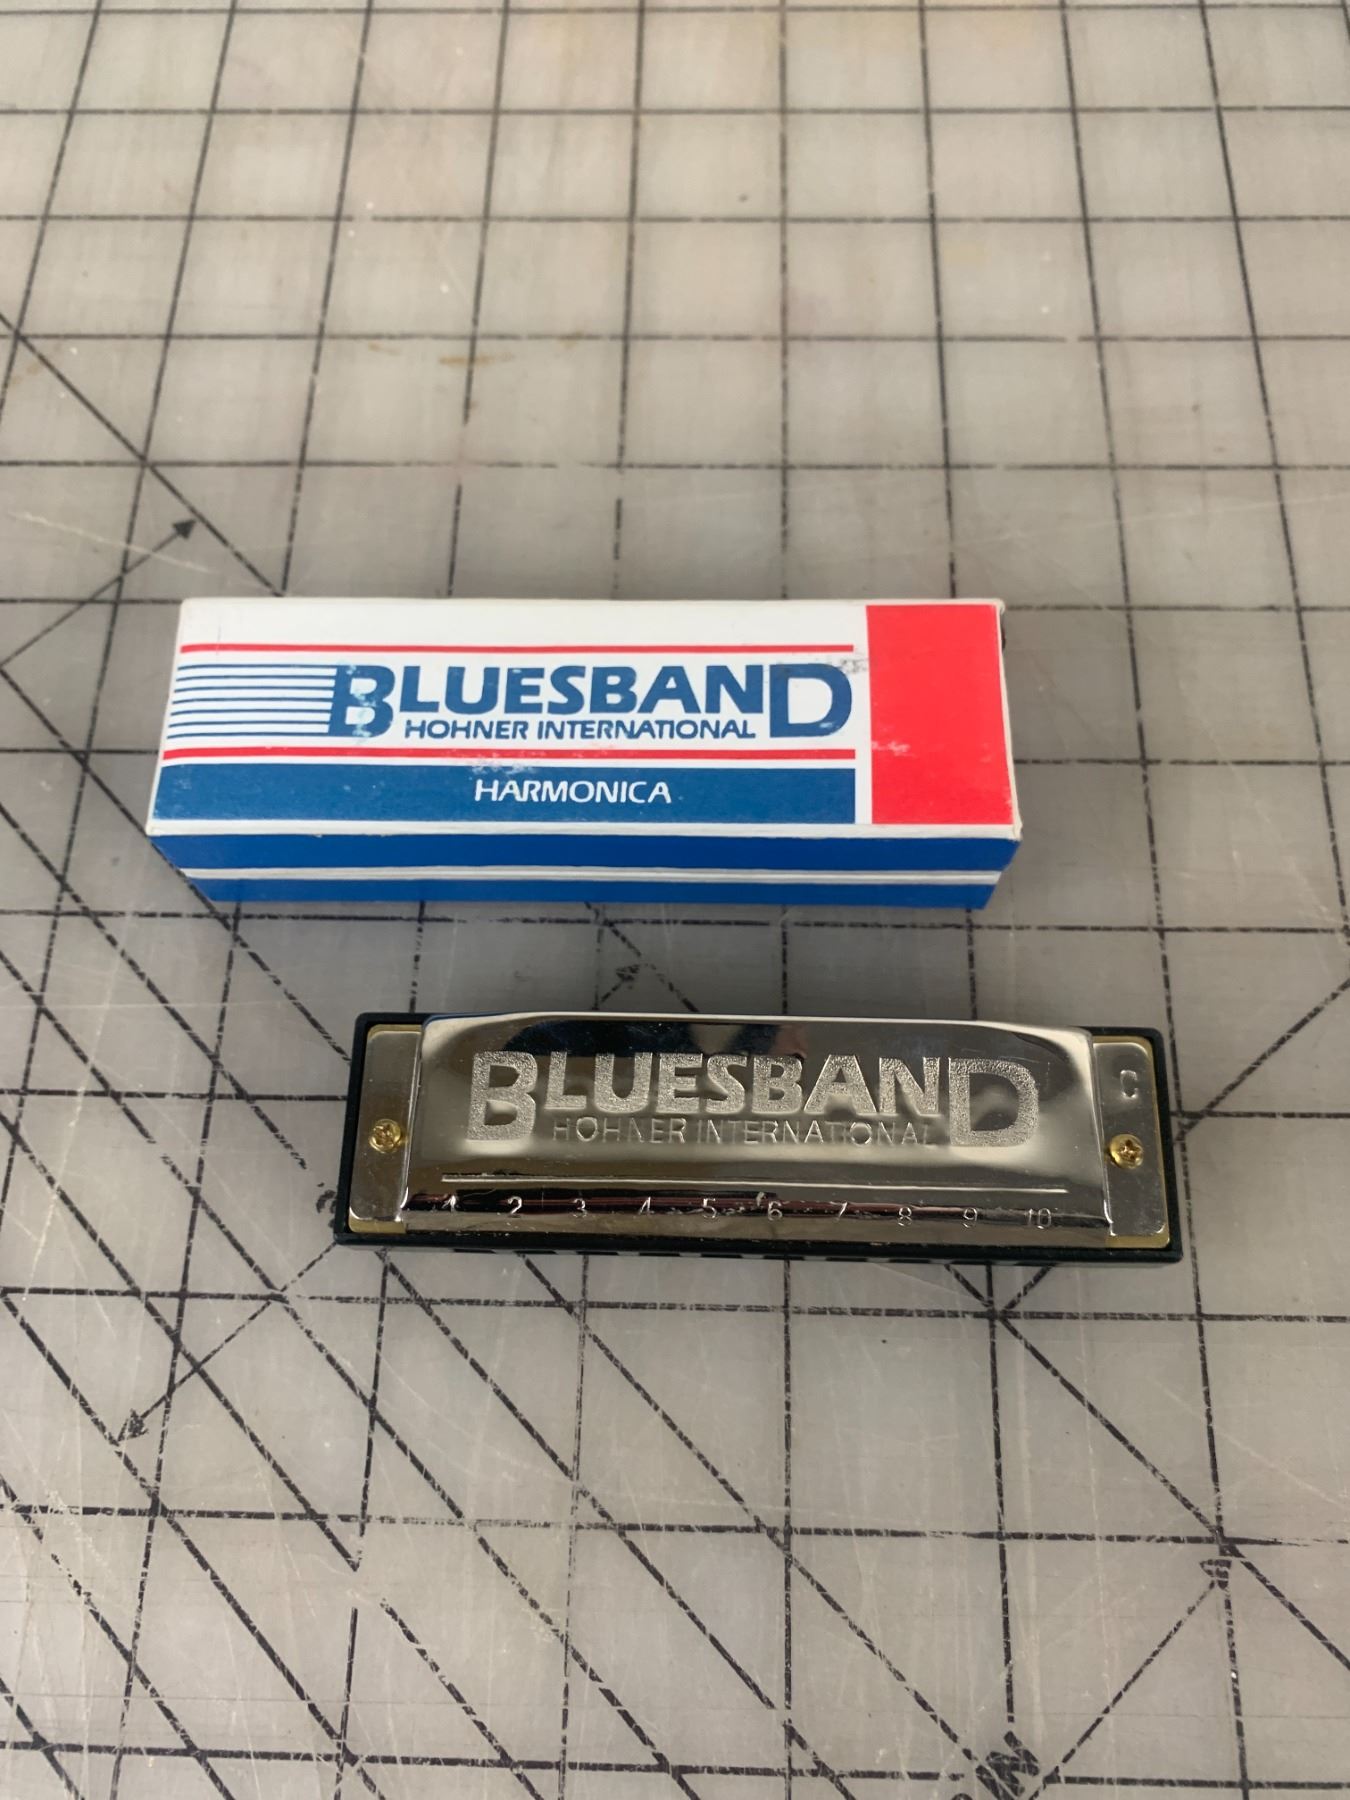 BLUESBAND
HOHNER INTERNATIONAL
HARMONICA
BLUESBAND
HOHNER INTERNATIONAL
C
1 2 3 4 5 6 7 8 9 10